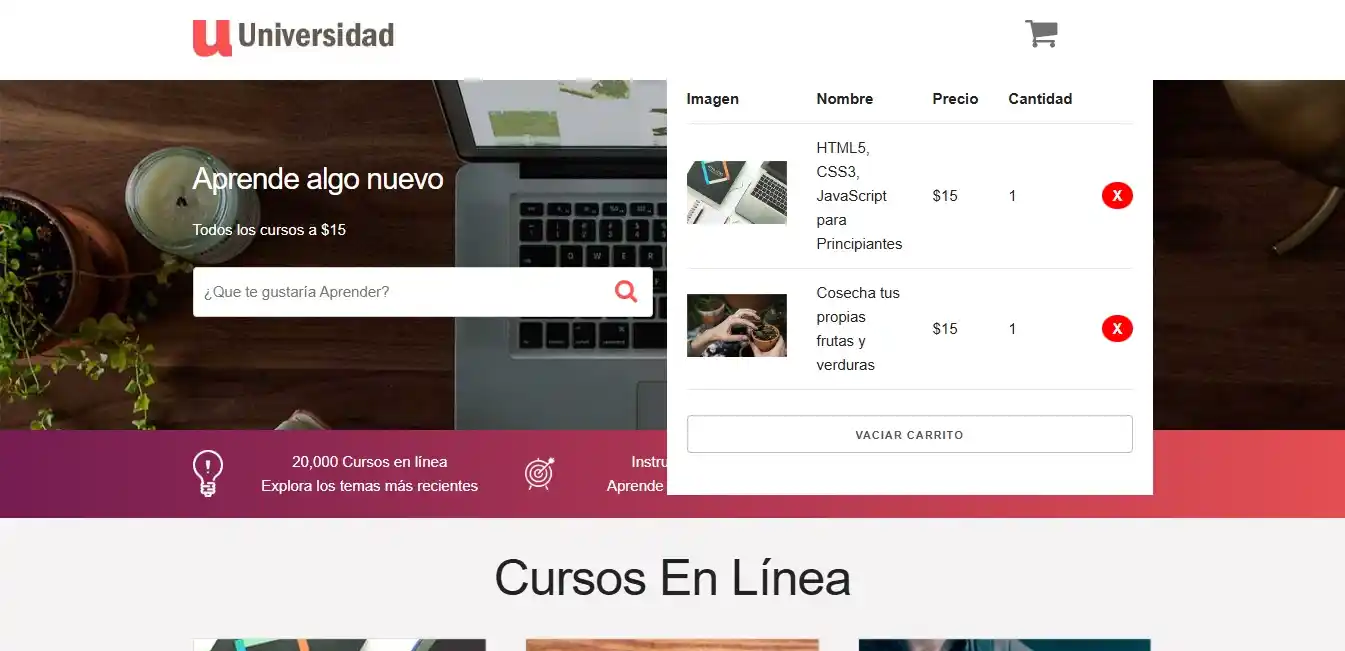 Universidad
Imagen Nombre Precio Cantidad
HTML5,
CSS3,
JavaScript
para
Principiantes
$15 1 X
Cosecha tus
propias
frutas y
verduras
$15 1 X
VACIAR CARRITO
Aprende algo nuevo
Todos los cursos a $15
¿Que te gustaría Aprender?
20,000 Cursos en línea
Explora los temas más recientes
Instru
Aprende
Cursos En Línea